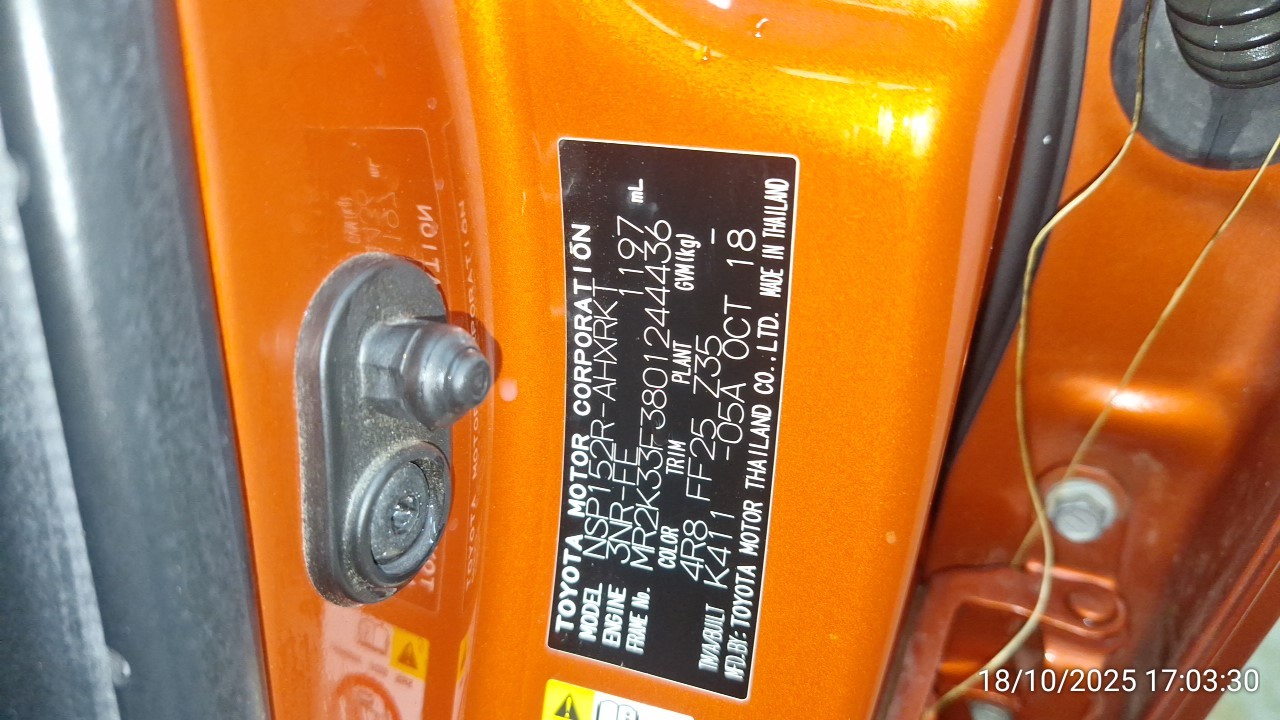 TOYOTA MOTOR CORPORATION
MODEL NSP152R-AHXRKT
ENGINE 3NR-FE 1197 mL
FRAME No. MR2K33F3801244436
COLOR TRIM PLANT GVM(kg)
4R8 FF25 Z35 -
TMA/BUILT K411 -05A OCT 18
MFD.BY: TOYOTA MOTOR THAILAND CO.,LTD. MADE IN THAILAND
18/10/2025 17:03:30